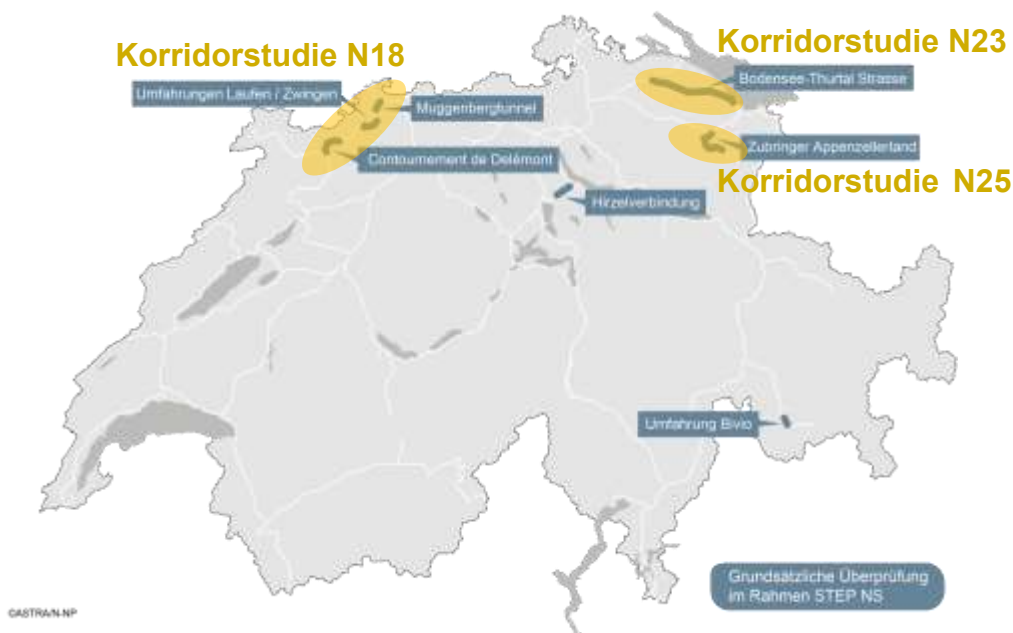 Korridorstudie N18
Korridorstudie N23
Bodensee-Thurtal Strasse
Umfahrungen Laufen / Zwingen
Muggenbergtunnel
Zubringer Appenzellerland
Contournement de Delémont
Korridorstudie N25
Hirzelverbindung
Umfahrung Bivio
Grundsätzliche Überprüfung
im Rahmen STEP NS
©ASTRA/N-NP